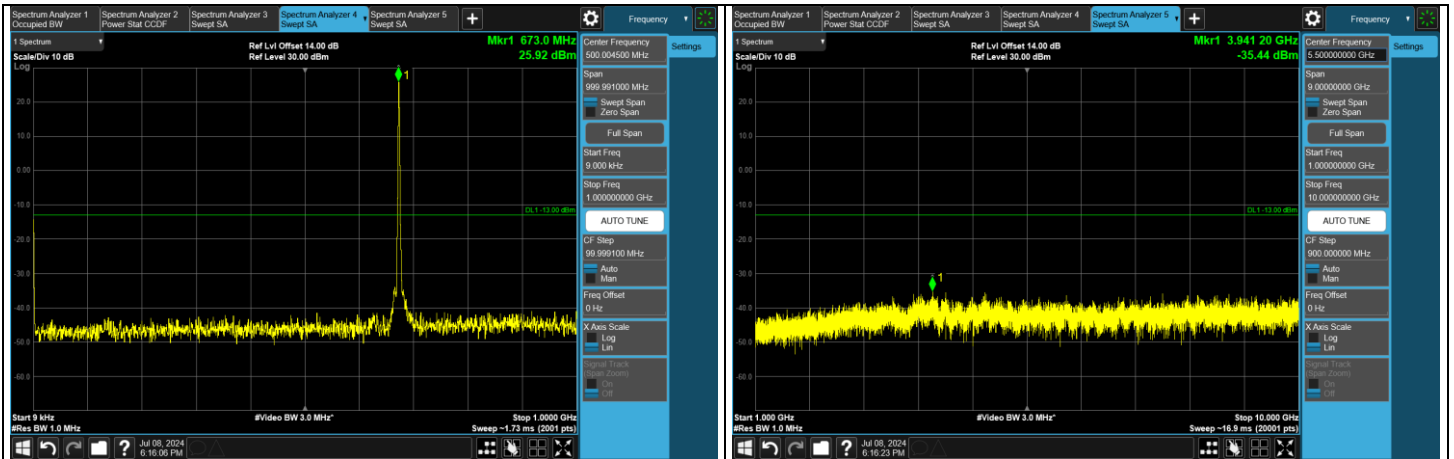 Spectrum Analyzer 1
Occupied BW
Spectrum Analyzer 2
Power Stat CCDF
Spectrum Analyzer 3
Swept SA
Spectrum Analyzer 4
Swept SA
Spectrum Analyzer 5
Swept SA
+
Frequency
1 Spectrum
Scale/Div 10 dB
Log
Ref Lvl Offset 14.00 dB
Ref Level 30.00 dBm
Mkr1 673.0 MHz
25.92 dBm
1
20.0
10.0
0.00
-10.0
-20.0
-30.0
-40.0
-50.0
-60.0
DL1 -13.00 dBm
Start 9 kHz
#Res BW 1.0 MHz
#Video BW 3.0 MHz*
Stop 1.0000 GHz
Sweep ~1.73 ms (2001 pts)
Center Frequency
500.004500 MHz
Settings
Span
999.991000 MHz
Swept Span
Zero Span
Full Span
Start Freq
9.000 kHz
Stop Freq
1.000000000 GHz
AUTO TUNE
CF Step
99.999100 MHz
Auto
Man
Freq Offset
0 Hz
X Axis Scale
Log
Lin
Signal Track
(Span Zoom)
On
Off
?
Jul 08, 2024
6:16:06 PM
Spectrum Analyzer 1
Occupied BW
Spectrum Analyzer 2
Power Stat CCDF
Spectrum Analyzer 3
Swept SA
Spectrum Analyzer 4
Swept SA
Spectrum Analyzer 5
Swept SA
+
Frequency
1 Spectrum
Scale/Div 10 dB
Log
Ref Lvl Offset 14.00 dB
Ref Level 30.00 dBm
Mkr1 3.941 20 GHz
-35.44 dBm
1
20.0
10.0
0.00
-10.0
-20.0
-30.0
-40.0
-50.0
-60.0
DL1 -13.00 dBm
Start 1.000 GHz
#Res BW 1.0 MHz
#Video BW 3.0 MHz*
Stop 10.000 GHz
Sweep ~16.9 ms (20001 pts)
Center Frequency
5.500000000 GHz
Settings
Span
9.00000000 GHz
Swept Span
Zero Span
Full Span
Start Freq
1.000000000 GHz
Stop Freq
10.000000000 GHz
AUTO TUNE
CF Step
900.000000 MHz
Auto
Man
Freq Offset
0 Hz
X Axis Scale
Log
Lin
Signal Track
(Span Zoom)
On
Off
?
Jul 08, 2024
6:16:23 PM